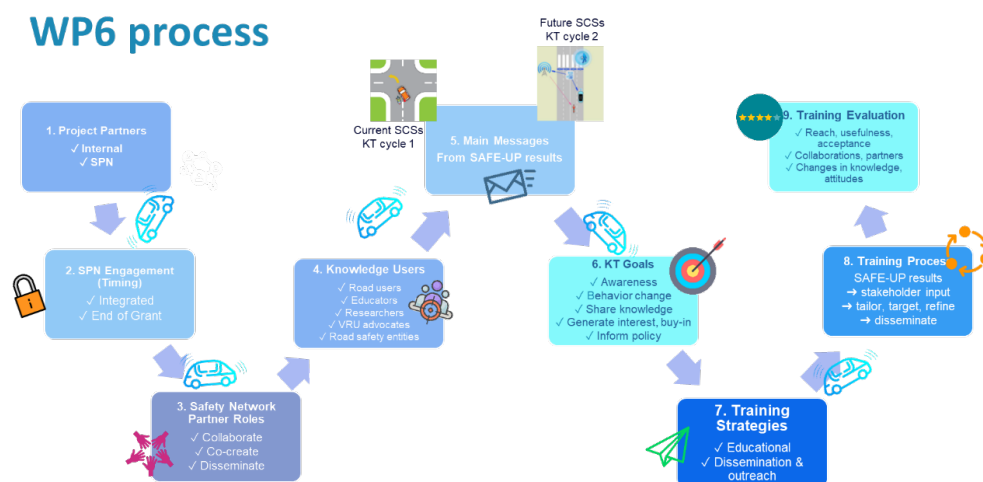 WP6 process
1. Project Partners
✓ Internal
✓ SPN
2. SPN Engagement
(Timing)
✓ Integrated
✓ End of Grant
3. Safety Network
Partner Roles
✓ Collaborate
✓ Co-create
✓ Disseminate
4. Knowledge Users
✓ Road users
✓ Educators
✓ Researchers
✓ VRU advocates
✓ Road safety entities
Current SCSs
KT cycle 1
Future SCSs
KT cycle 2
5. Main Messages
From SAFE-UP results
6. KT Goals
✓ Awareness
✓ Behavior change
✓ Share knowledge
✓ Generate interest, buy-in
✓ Inform policy
7. Training
Strategies
✓ Educational
✓ Dissemination &
outreach
8. Training Process
SAFE-UP results
→ stakeholder input
→ tailor, target, refine
→ disseminate
9. Training Evaluation
✓ Reach, usefulness,
acceptance
✓ Collaborations, partners
✓ Changes in knowledge,
attitudes